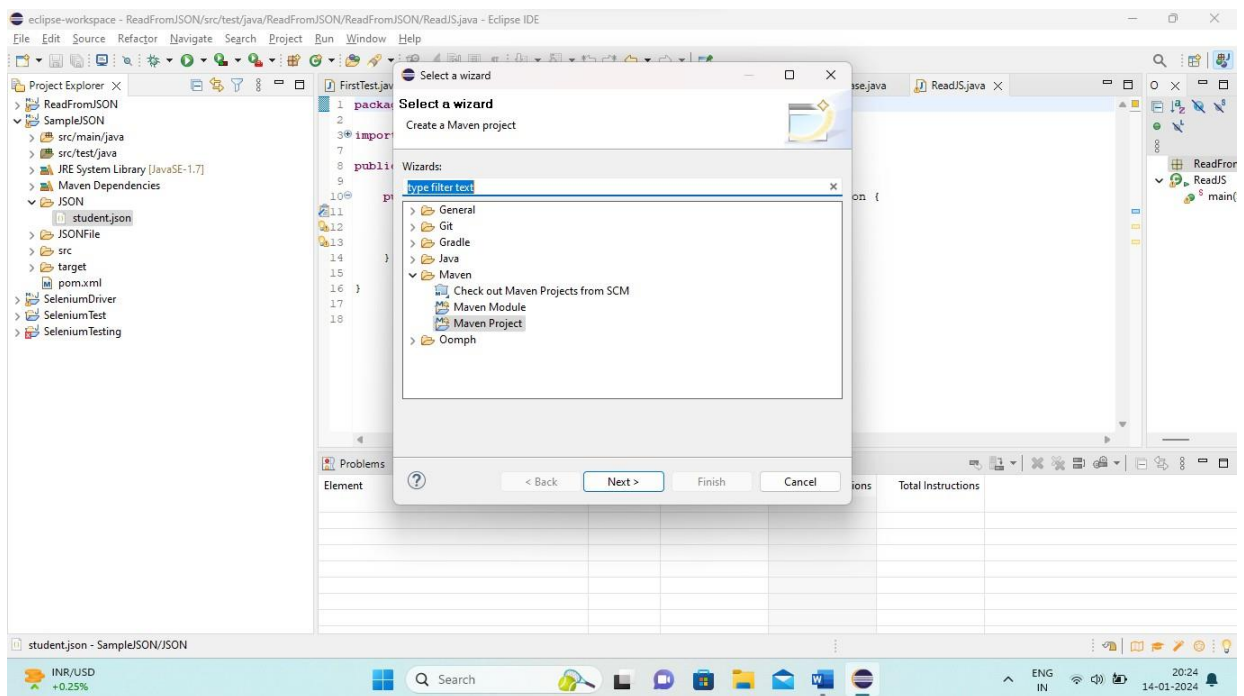 eclipse-workspace - ReadFromJSON/src/test/java/ReadFromJSON/ReadFromJSON/ReadJS.java - Eclipse IDE
File Edit Source Refactor Navigate Search Project Run Window Help
Project Explorer
ReadFromJSON
SampleJSON
src/main/java
src/test/java
JRE System Library [JavaSE-1.7]
Maven Dependencies
JSON
student.json
JSONFile
src
target
pom.xml
SeleniumDriver
SeleniumTest
SeleniumTesting
FirstTest.jav
ase.java
ReadJS.java
1 packa
2
3 impor
7
8 publi
9
10 pu on {
11
12
13
14 }
15
16 }
17
18
Select a wizard
Select a wizard
Create a Maven project
Wizards:
type filter text
General
Git
Gradle
Java
Maven
Check out Maven Projects from SCM
Maven Module
Maven Project
Oomph
< Back Next > Finish Cancel
O
ReadFror
ReadJS
main(
Problems
Element ions Total Instructions
student.json - SampleJSON/JSON
INR/USD
+0.25%
Search
ENG
IN
20:24
14-01-2024